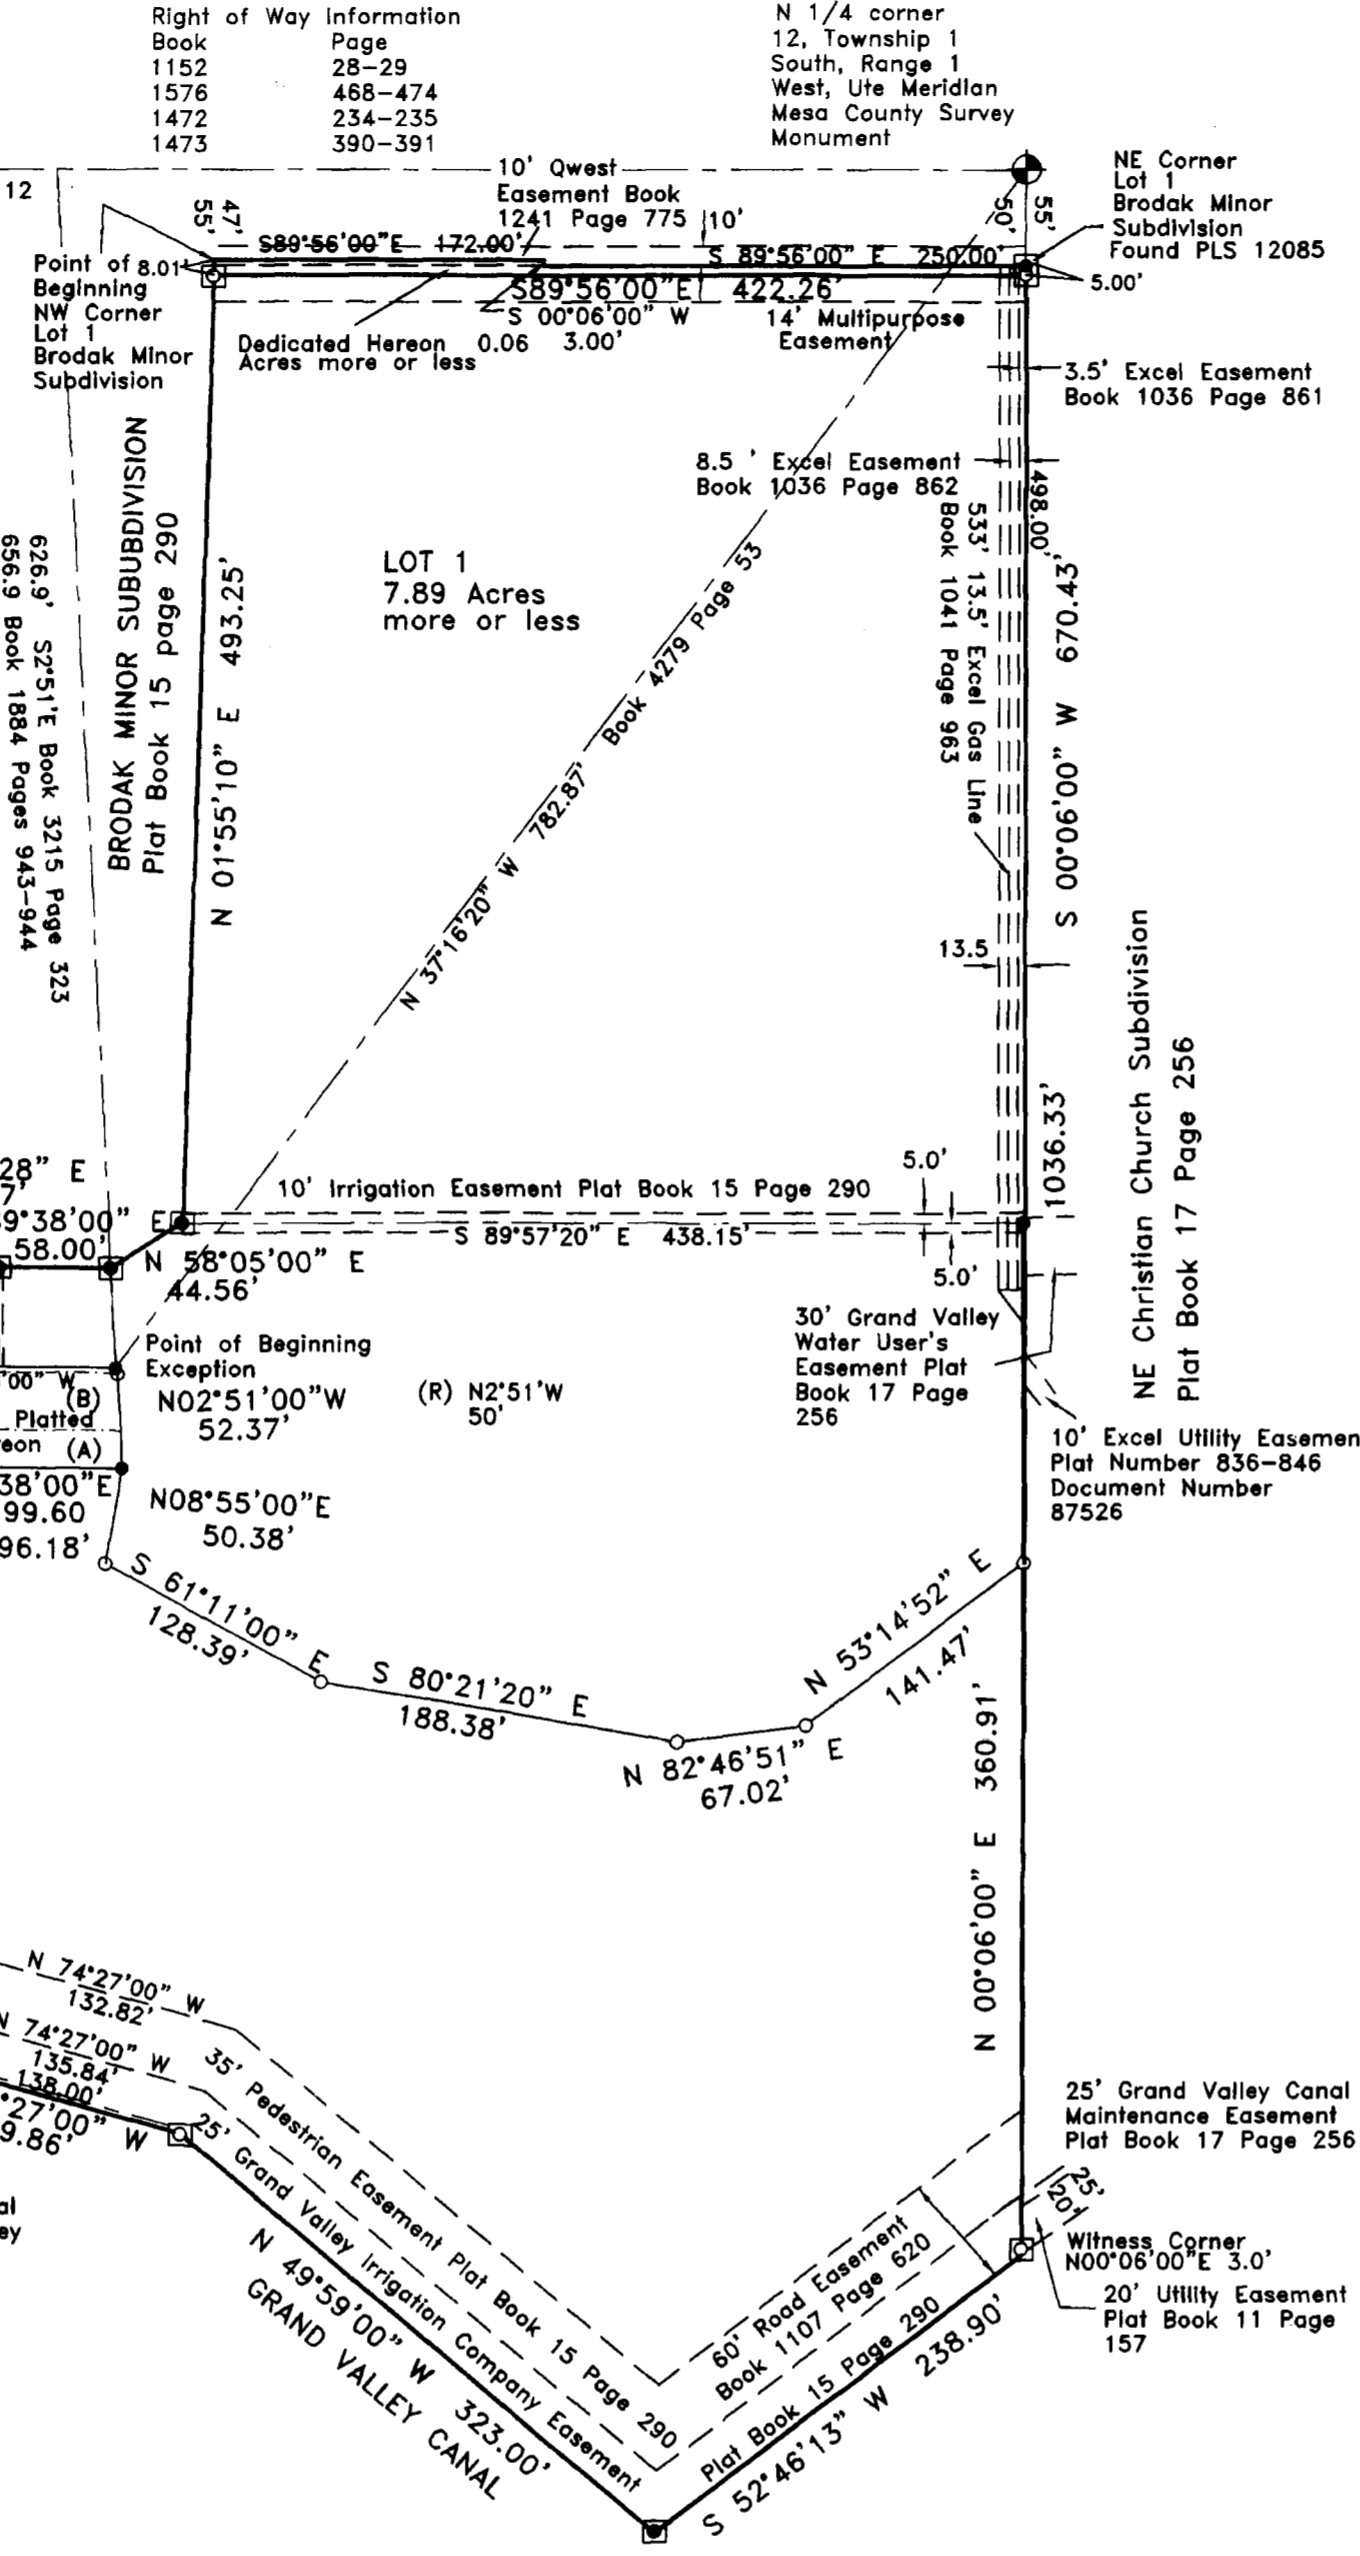 Right of Way Information
Book Page
1152 28-29
1576 468-474
1472 234-235
1473 390-391
N 1/4 corner
12, Township 1
South, Range 1
West, Ute Meridian
Mesa County Survey
Monument
12
10' Qwest
Easement Book
1241 Page 775
10'
NE Corner
Lot 1
Brodak Minor
Subdivision
Found PLS 12085
55'
47'
50'
55'
S89°56'00"E 172.00'
S 89°56'00" E 250.00'
5.00'
Point of
Beginning
NW Corner
Lot 1
Brodak Minor
Subdivision
8.01'
S89°56'00"E 422.26'
S 00°06'00" W
3.00'
14' Multipurpose
Easement
Dedicated Hereon 0.06
Acres more or less
3.5' Excel Easement
Book 1036 Page 861
8.5 ' Excel Easement
Book 1036 Page 862
498.00'
533' 13.5' Excel Gas Line
Book 1041 Page 963
LOT 1
7.89 Acres
more or less
BRODAK MINOR SUBUBDIVISION
Plat Book 15 page 290
626.9' S2°51'E Book 3215 Page 323
656.9 Book 1884 Pages 943-944
N 01°55'10" E 493.25'
N 37°16'20" W 782.87' Book 4279 Page 53
S 00°06'00" W 670.43'
13.5
NE Christian Church Subdivision
Plat Book 17 Page 256
1036.33'
28" E
7'
9°38'00" E
58.00'
5.0'
10' Irrigation Easement Plat Book 15 Page 290
S 89°57'20" E 438.15'
5.0'
N 58°05'00" E
44.56'
30' Grand Valley
Water User's
Easement Plat
Book 17 Page
256
Point of Beginning
Exception
'00" W
(B)
Platted
eon (A)
N02°51'00"W
52.37'
(R) N2°51'W
50'
10' Excel Utility Easemen
Plat Number 836-846
Document Number
87526
38'00"E
99.60
96.18'
N08°55'00"E
50.38'
S 61°11'00" E
128.39'
S 80°21'20" E
188.38'
N 82°46'51" E
67.02'
N 53°14'52" E
141.47'
N 00°06'00" E 360.91'
N 74°27'00" W
132.82'
N 74°27'00" W
135.84'
138.00'
°27'00" W
9.86'
al
ey
35' Pedestrian Easement Plat Book 15 Page 290
25' Grand Valley Irrigation Company Easement
N 49°59'00" W 323.00'
GRAND VALLEY CANAL
60' Road Easement
Book 1107 Page 620
Plat Book 15 Page 290
S 52°46'13" W 238.90'
25' Grand Valley Canal
Maintenance Easement
Plat Book 17 Page 256
25'
20'
Witness Corner
N00°06'00"E 3.0'
20' Utility Easement
Plat Book 11 Page
157